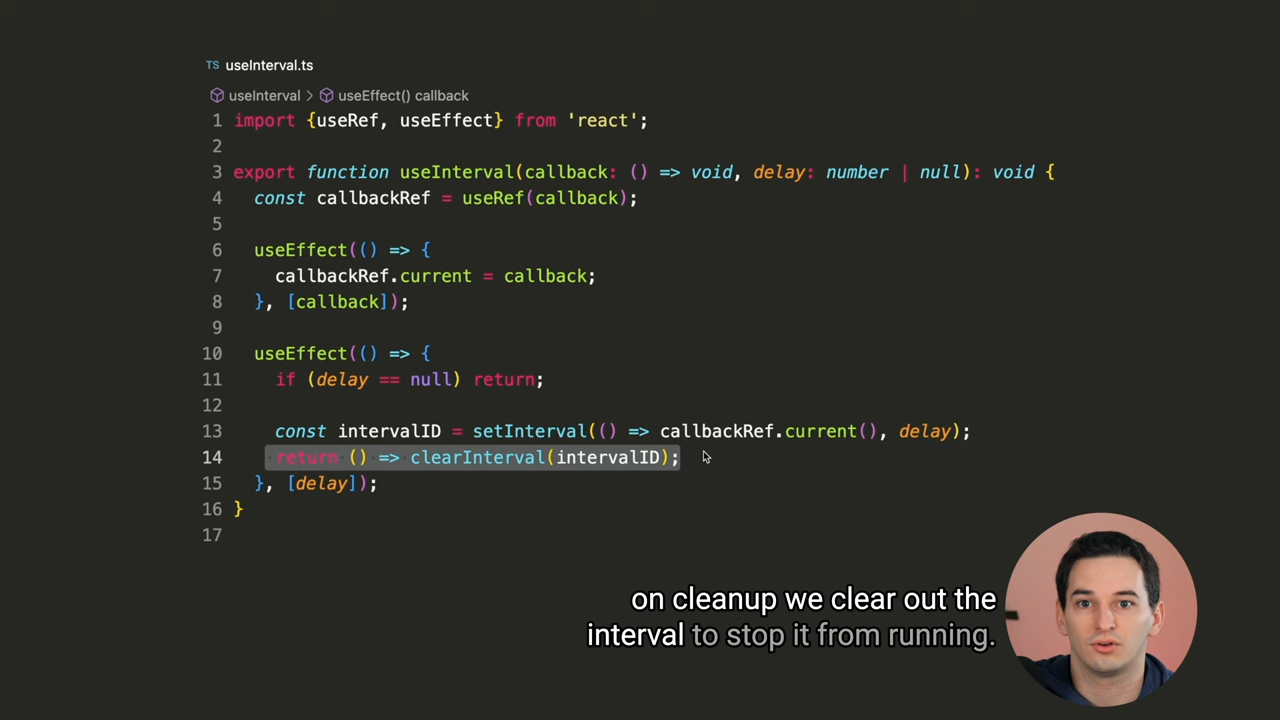 TS useInterval.ts
useInterval > useEffect() callback
1 import {useRef, useEffect} from 'react';
2
3 export function useInterval(callback: () => void, delay: number | null): void {
4 const callbackRef = useRef(callback);
5
6 useEffect(() => {
7 callbackRef.current = callback;
8 }, [callback]);
9
10 useEffect(() => {
11 if (delay == null) return;
12
13 const intervalID = setInterval(() => callbackRef.current(), delay);
14 return () => clearInterval(intervalID);
15 }, [delay]);
16 }
17
on cleanup we clear out the
interval to stop it from running.